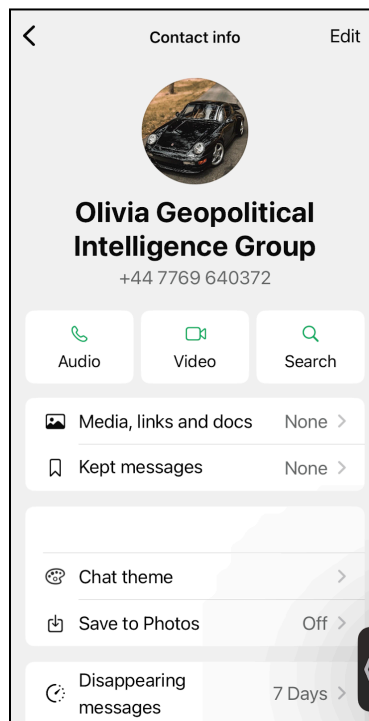 Contact info
Edit
Olivia Geopolitical
Intelligence Group
+44 7769 640372
Audio
Video
Search
Media, links and docs
None
Kept messages
None
Chat theme
Save to Photos
Off
Disappearing
messages
7 Days